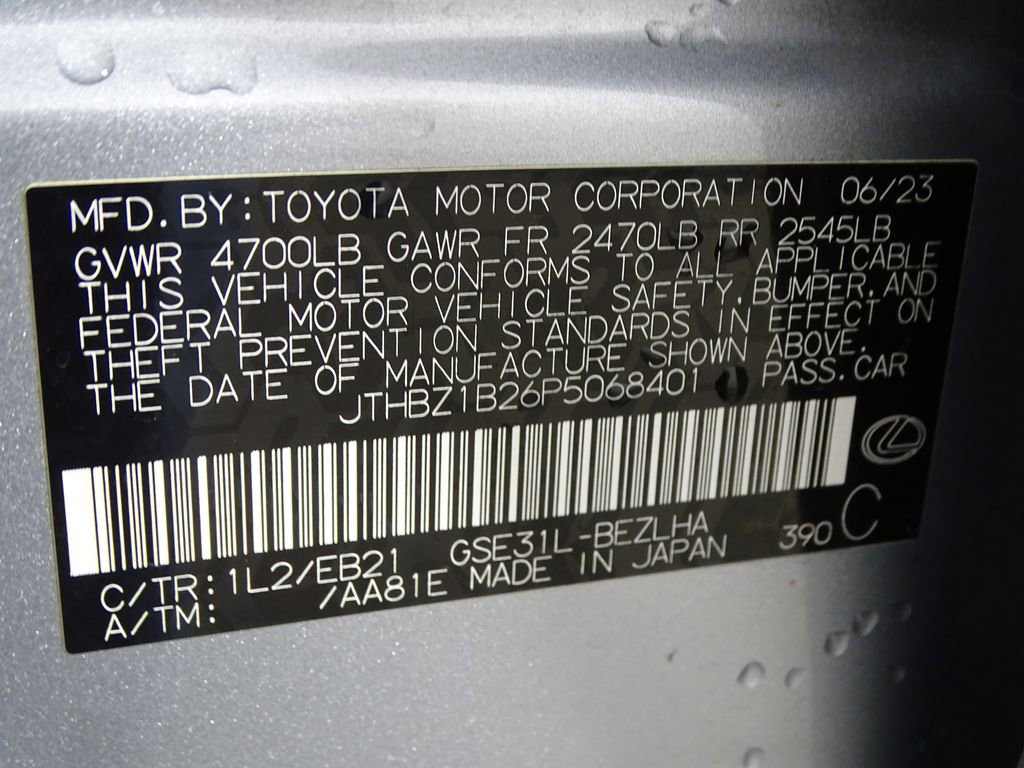 MFD. BY: TOYOTA MOTOR CORPORATION 06/23
GVWR 4700LB GAWR FR 2470LB RR 2545LB
THIS VEHICLE CONFORMS TO ALL APPLICABLE
FEDERAL MOTOR VEHICLE SAFETY, BUMPER, AND
THEFT PREVENTION STANDARDS IN EFFECT ON
THE DATE OF MANUFACTURE SHOWN ABOVE.
JTHBZ1B26P5068401 PASS. CAR
C/TR: 1L2/EB21 GSE31L-BEZLHA 390 C
A/TM: /AA81E MADE IN JAPAN